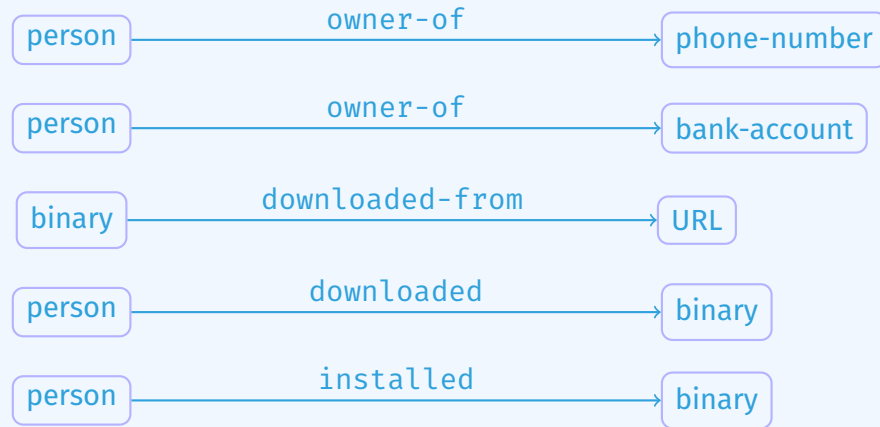 owner-of
person phone-number
owner-of
person bank-account
downloaded-from
binary URL
downloaded
person binary
installed
person binary